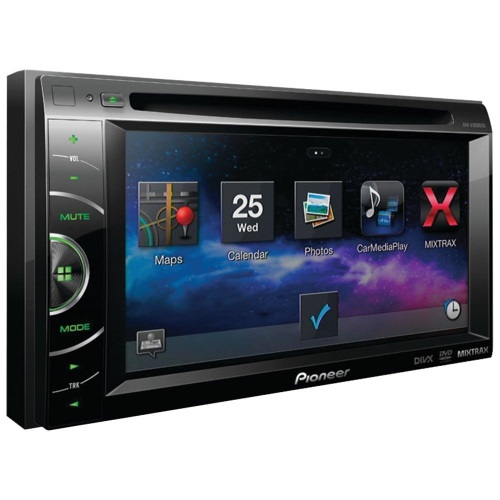 +
VOL
-
MUTE
MODE
TRK
25
Wed
Maps
Calendar
Photos
CarMediaPlay
X
MIXTRAX
Pioneer
DIVX
DVD
MIXTRAX